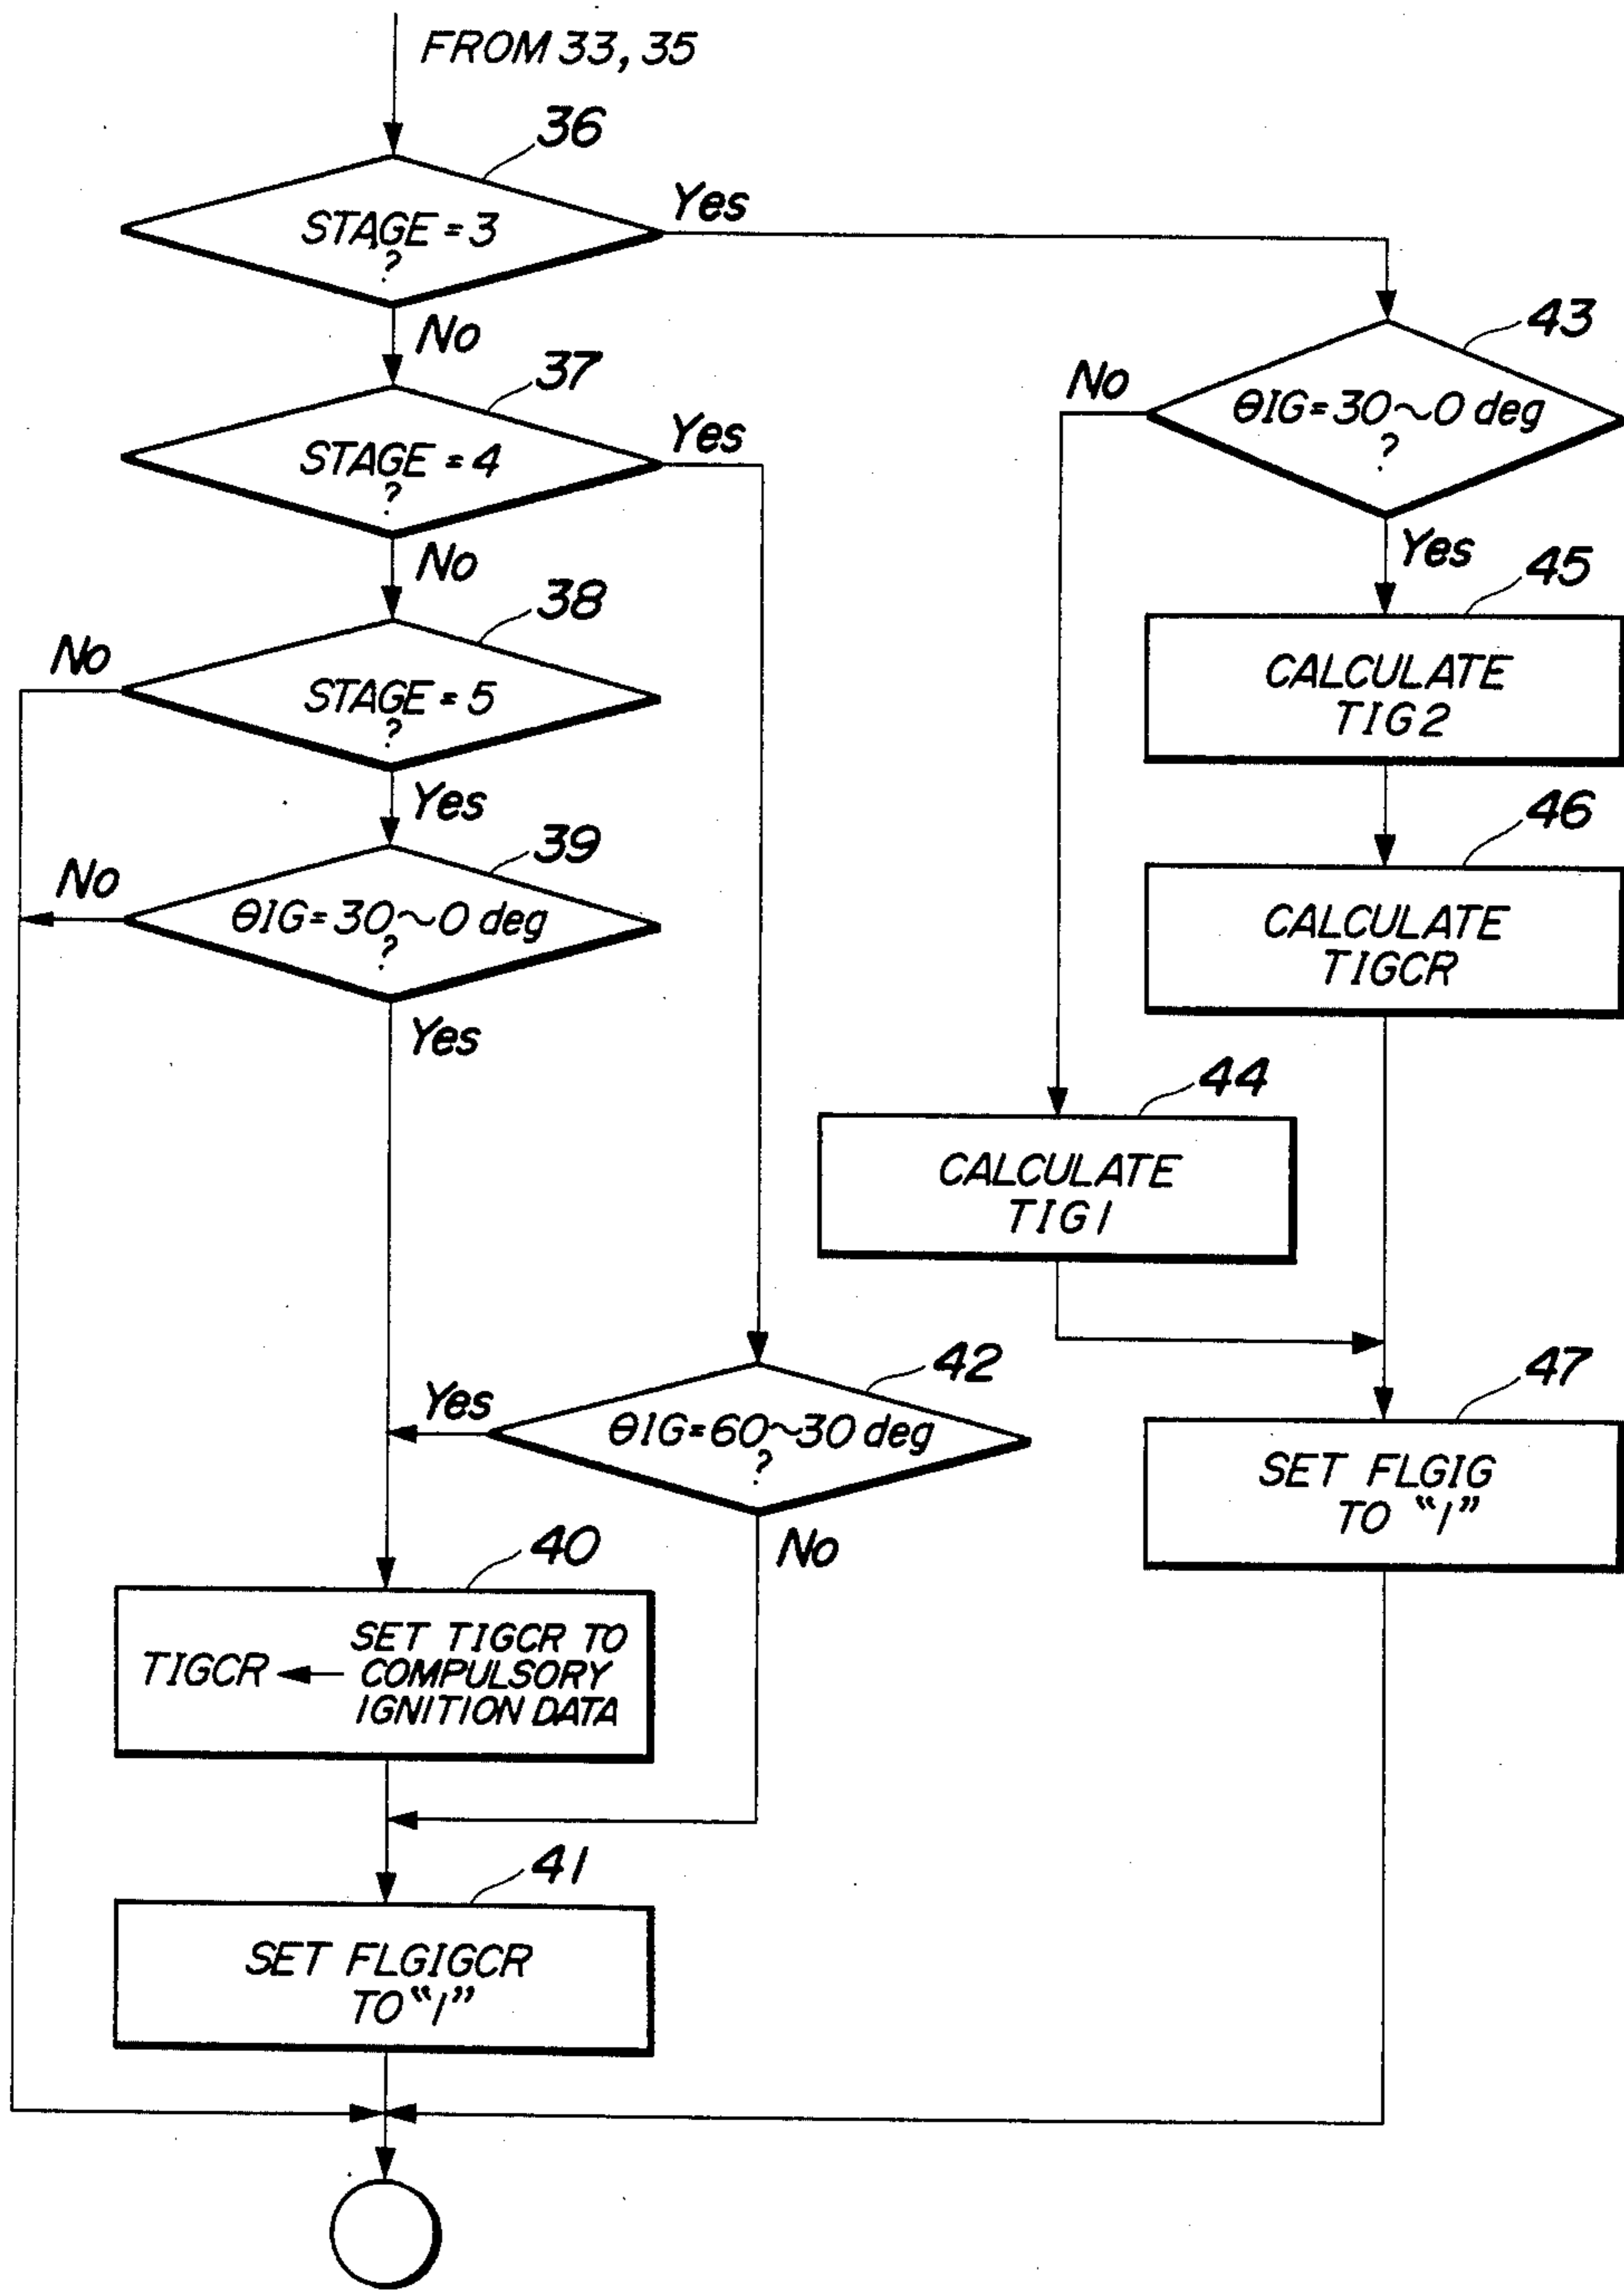 FROM 33, 35
36
STAGE = 3
?
Yes
No
37
STAGE = 4
?
Yes
No
38
STAGE = 5
?
No
Yes
39
θIG=30~0 deg
?
No
Yes
43
θIG=30~0 deg
?
No
Yes
45
CALCULATE
TIG2
46
CALCULATE
TIGCR
44
CALCULATE
TIG1
42
θIG=60~30 deg
?
Yes
No
47
SET FLGIG
TO "1"
40
TIGCR ← SET TIGCR TO
COMPULSORY
IGNITION DATA
41
SET FLGIGCR
TO "1"